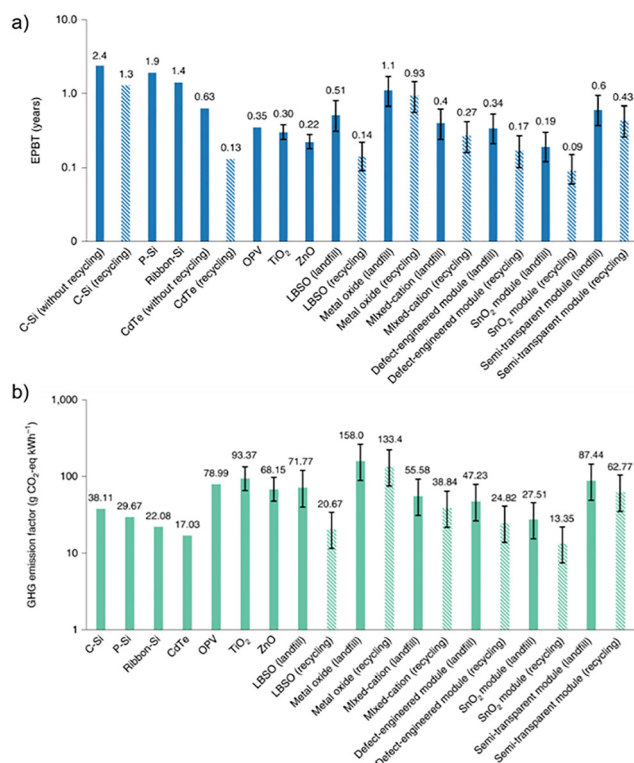 a)
10.0
1.0
0.1
0
EPBT (years)
2.4
1.3
1.9
1.4
0.63
0.13
0.35
0.30
0.22
0.51
0.14
1.1
0.93
0.4
0.27
0.34
0.17
0.19
0.09
0.6
0.43
C-Si (without recycling)
C-Si (recycling)
P-Si
Ribbon-Si
CdTe (without recycling)
CdTe (recycling)
OPV
TiO₂
ZnO
LBSO (landfill)
LBSO (recycling)
Metal oxide (landfill)
Metal oxide (recycling)
MIxed-cation (landfill)
MIxed-cation (recycling)
Defect-engineered module (landfill)
Defect-engineered module (recycling)
SnO₂ module (landfill)
SnO₂ module (recycling)
Semi-transparent module (landfill)
Semi-transparent module (recycling)
b)
1,000
100
10
1
GHG emission factor (g CO₂-eq kWh⁻¹)
38.11
29.67
22.08
17.03
78.99
93.37
68.15
71.77
20.67
158.0
133.4
55.58
38.84
47.23
24.82
27.51
13.35
87.44
62.77
C-Si
P-Si
Ribbon-Si
CdTe
OPV
TiO₂
ZnO
LBSO (landfill)
LBSO (recycling)
Metal oxide (landfill)
Metal oxide (recycling)
MIxed-cation (landfill)
MIxed-cation (recycling)
Defect-engineered module (landfill)
Defect-engineered module (recycling)
SnO₂ module (landfill)
SnO₂ module (recycling)
Semi-transparent module (landfill)
Semi-transparent module (recycling)